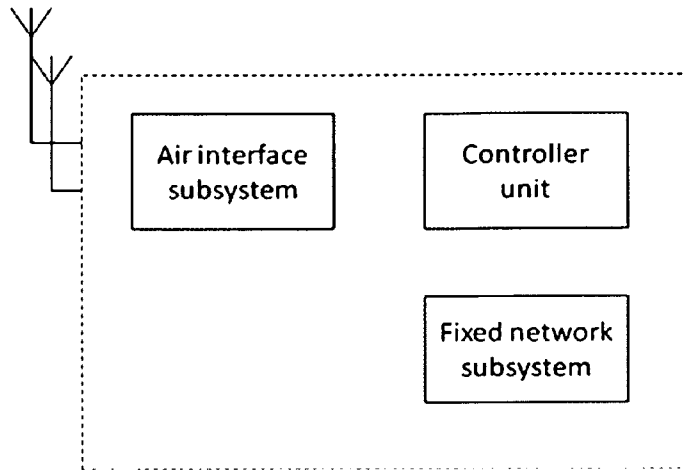 Air interface
subsystem
Controller
unit
Fixed network
subsystem